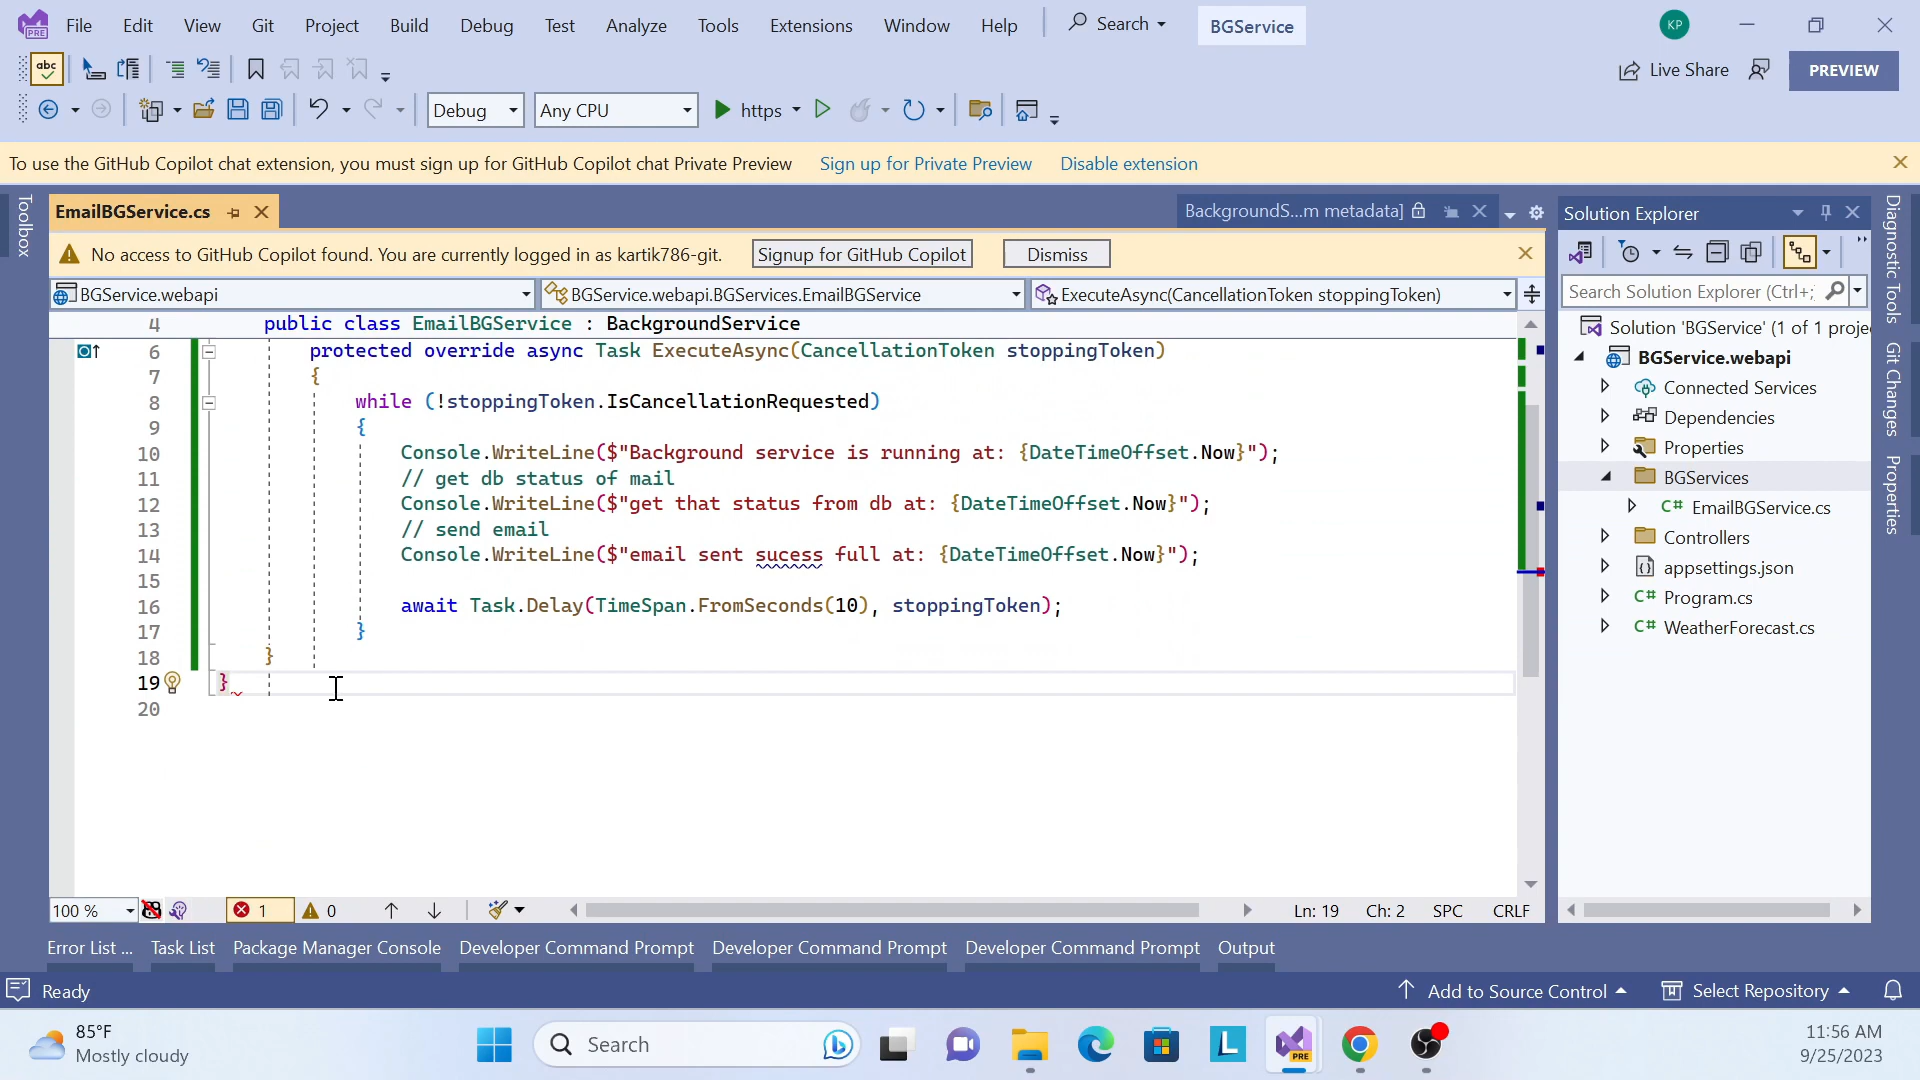 File Edit View Git Project Build Debug Test Analyze Tools Extensions Window Help Search BGService KP
PRE
abc
Live Share PREVIEW
Debug Any CPU https
To use the GitHub Copilot chat extension, you must sign up for GitHub Copilot chat Private Preview Sign up for Private Preview Disable extension
Toolbox
EmailBGService.cs
BackgroundS...m metadata]
Solution Explorer
Diagnostic Tools
Git Changes
Properties
No access to GitHub Copilot found. You are currently logged in as kartik786-git. Signup for GitHub Copilot Dismiss
BGService.webapi BGService.webapi.BGServices.EmailBGService ExecuteAsync(CancellationToken stoppingToken)
Search Solution Explorer (Ctrl+;
4 public class EmailBGService : BackgroundService
6 protected override async Task ExecuteAsync(CancellationToken stoppingToken)
7 {
8 while (!stoppingToken.IsCancellationRequested)
9 {
10 Console.WriteLine($"Background service is running at: {DateTimeOffset.Now}");
11 // get db status of mail
12 Console.WriteLine($"get that status from db at: {DateTimeOffset.Now}");
13 // send email
14 Console.WriteLine($"email sent sucess full at: {DateTimeOffset.Now}");
15
16 await Task.Delay(TimeSpan.FromSeconds(10), stoppingToken);
17 }
18 }
19 }
20
Solution 'BGService' (1 of 1 proje
BGService.webapi
Connected Services
Dependencies
Properties
BGServices
C# EmailBGService.cs
Controllers
appsettings.json
C# Program.cs
C# WeatherForecast.cs
100 % 1 0 Ln: 19 Ch: 2 SPC CRLF
Error List ... Task List Package Manager Console Developer Command Prompt Developer Command Prompt Developer Command Prompt Output
Ready Add to Source Control Select Repository
85°F
Mostly cloudy
Search
L
PRE
11:56 AM
9/25/2023